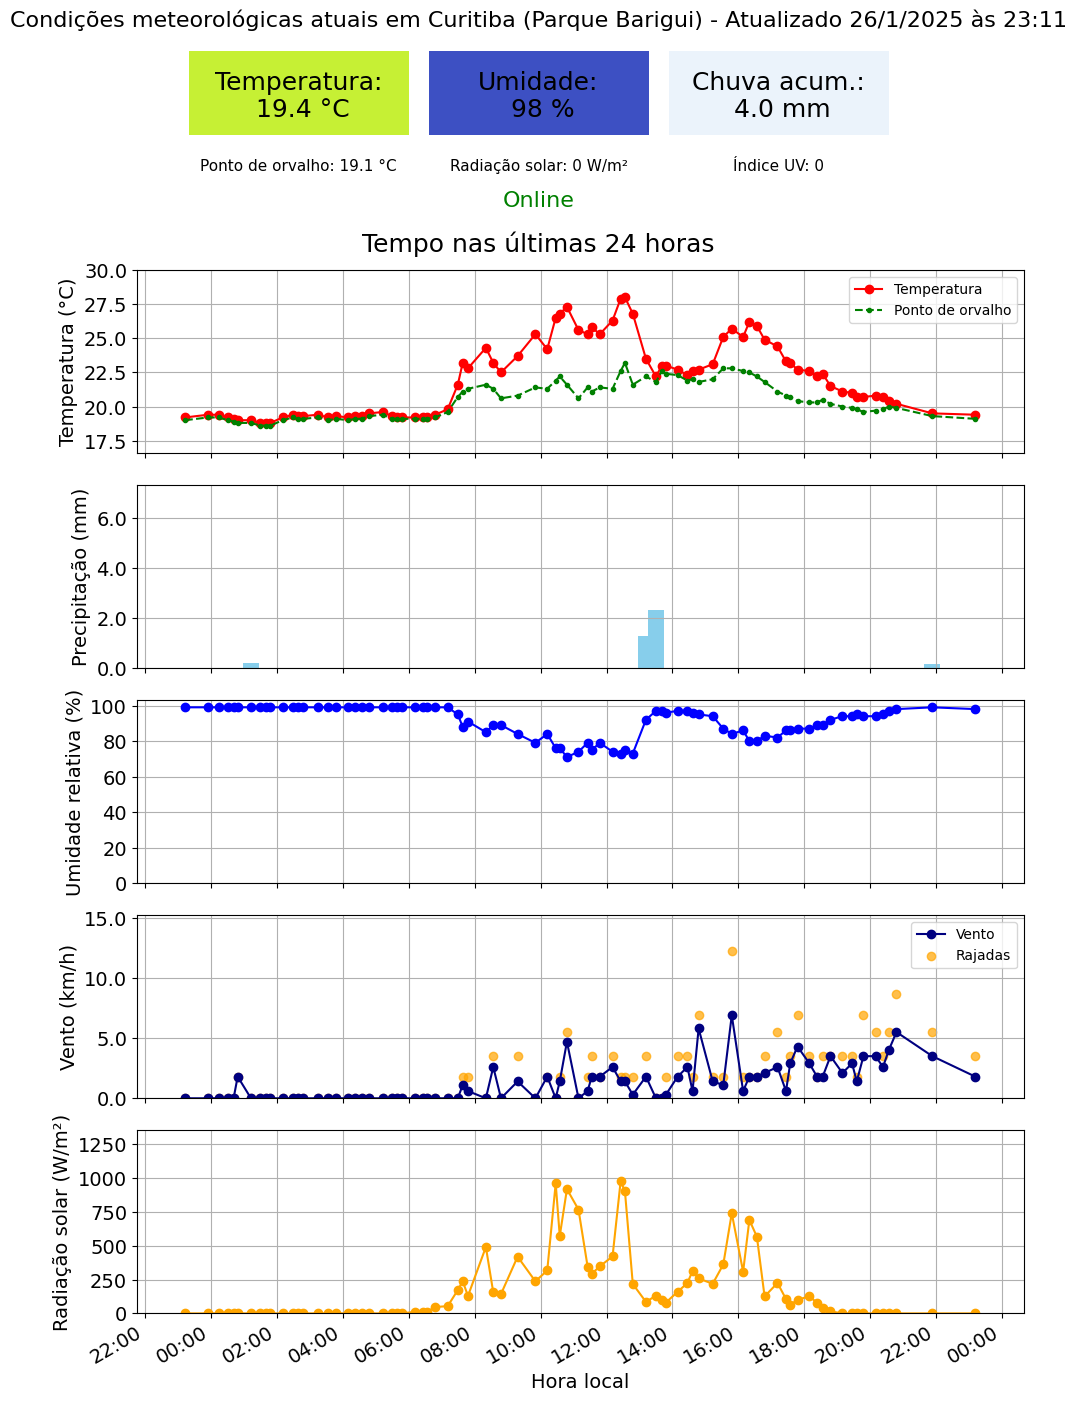 Condições meteorológicas atuais em Curitiba (Parque Barigui) - Atualizado 26/1/2025 às 23:11
Temperatura:
19.4 °C
Umidade:
98 %
Chuva acum.:
4.0 mm
Ponto de orvalho: 19.1 °C
Radiação solar: 0 W/m²
Índice UV: 0
Online
Tempo nas últimas 24 horas
Temperatura (°C)
30.0
27.5
25.0
22.5
20.0
17.5
Temperatura
Ponto de orvalho
Precipitação (mm)
6.0
4.0
2.0
0.0
Umidade relativa (%)
100
80
60
40
20
0
Vento (km/h)
15.0
10.0
5.0
0.0
Vento
Rajadas
Radiação solar (W/m²)
1250
1000
750
500
250
0
22:00
00:00
02:00
04:00
06:00
08:00
10:00
12:00
14:00
16:00
18:00
20:00
22:00
00:00
Hora local